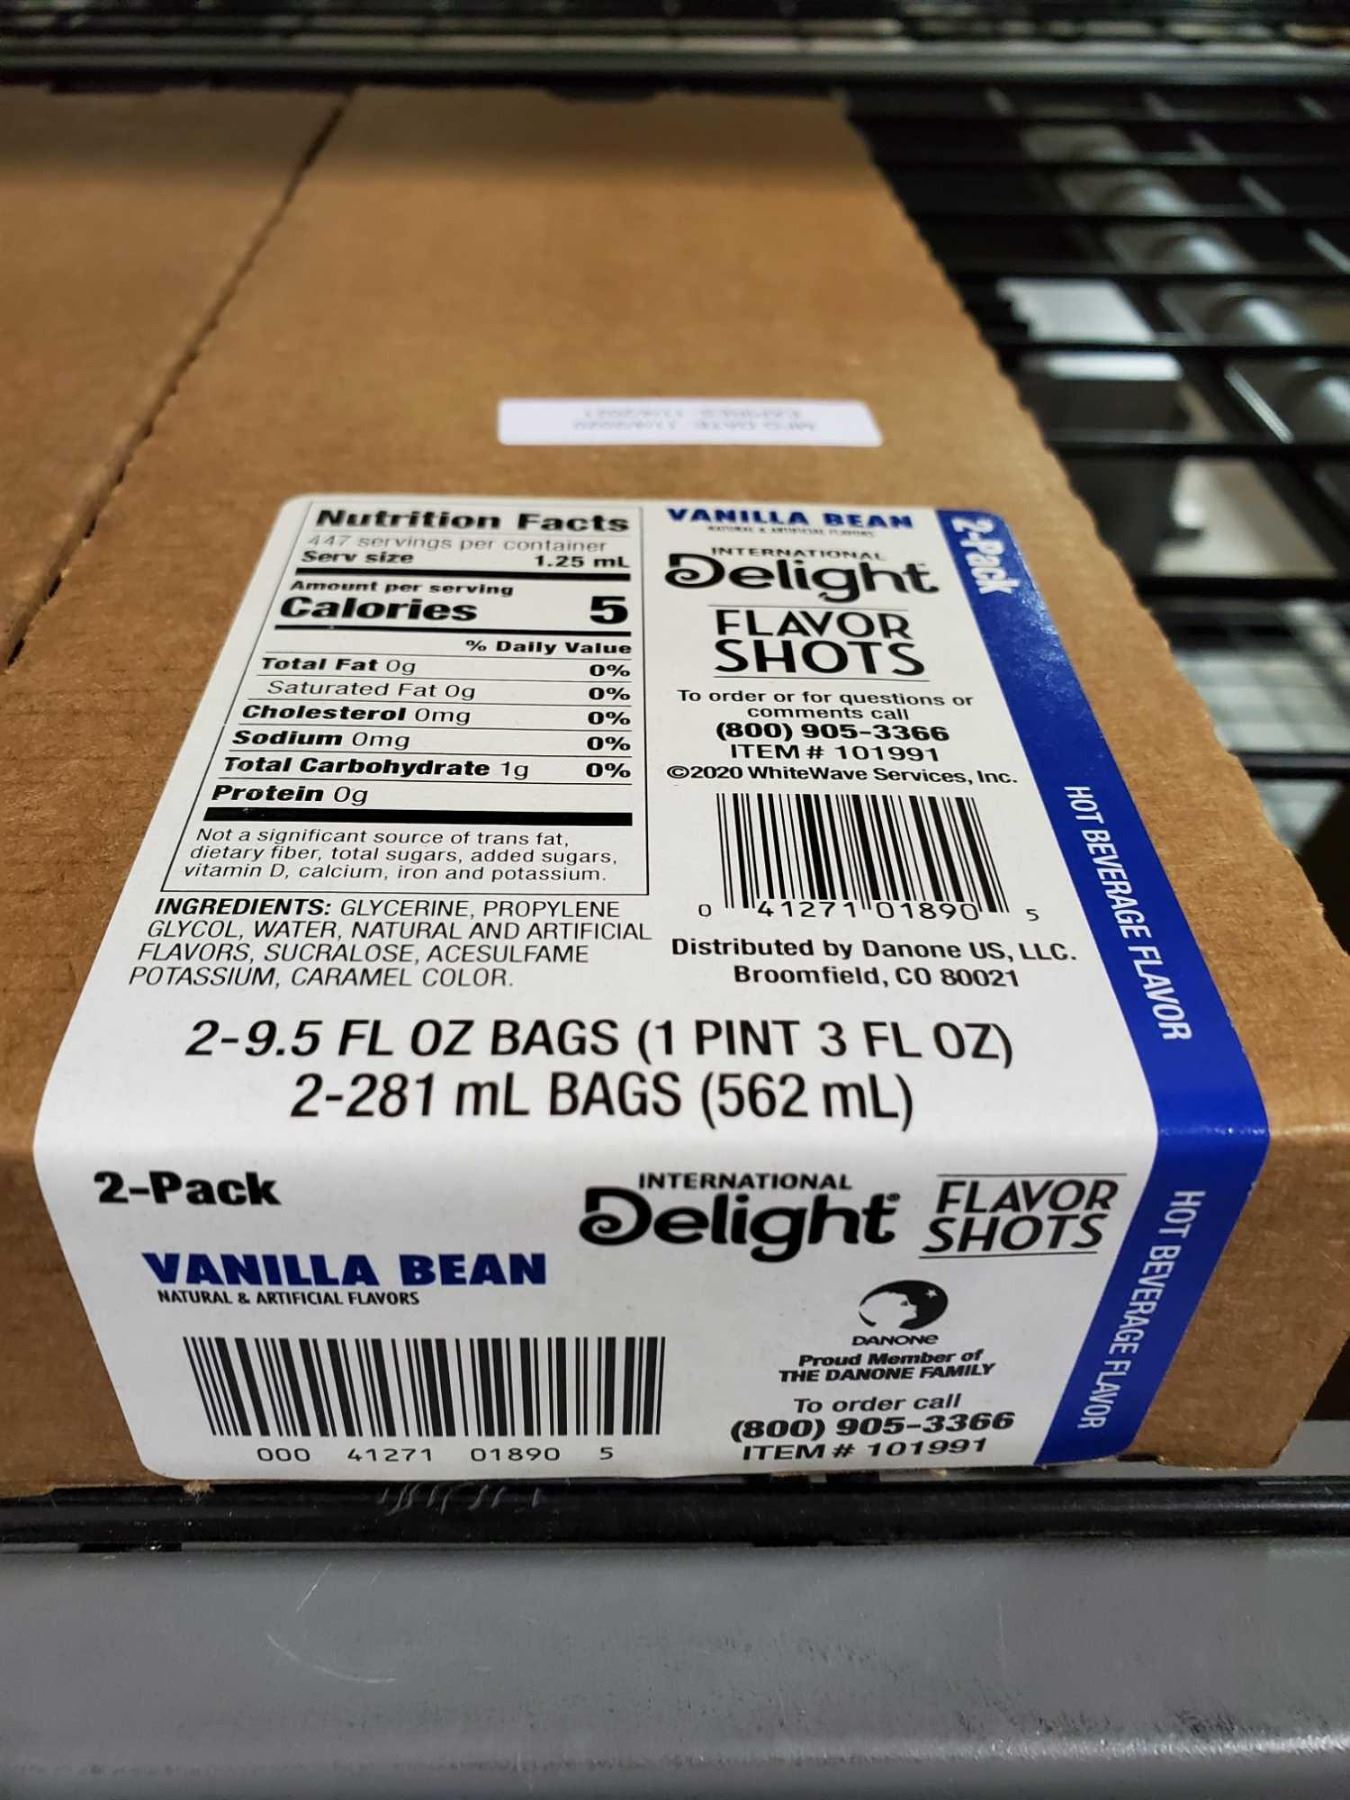 Nutrition Facts
447 servings per container
Serv size 1.25 mL
Amount per serving
Calories 5
% Daily Value
Total Fat 0g 0%
Saturated Fat 0g 0%
Cholesterol 0mg 0%
Sodium 0mg 0%
Total Carbohydrate 1g 0%
Protein 0g
Not a significant source of trans fat,
dietary fiber, total sugars, added sugars,
vitamin D, calcium, iron and potassium.
INGREDIENTS: GLYCERINE, PROPYLENE
GLYCOL, WATER, NATURAL AND ARTIFICIAL
FLAVORS, SUCRALOSE, ACESULFAME
POTASSIUM, CARAMEL COLOR.
VANILLA BEAN
NATURAL & ARTIFICIAL FLAVORS
INTERNATIONAL
Delight
FLAVOR
SHOTS
To order or for questions or
comments call
(800) 905-3366
ITEM # 101991
©2020 WhiteWave Services, Inc.
0 41271 01890 5
Distributed by Danone US, LLC.
Broomfield, CO 80021
2-Pack
HOT BEVERAGE FLAVOR
2-9.5 FL OZ BAGS (1 PINT 3 FL OZ)
2-281 mL BAGS (562 mL)
2-Pack
VANILLA BEAN
NATURAL & ARTIFICIAL FLAVORS
000 41271 01890 5
INTERNATIONAL
Delight®
FLAVOR
SHOTS
DANONE
Proud Member of
THE DANONE FAMILY
To order call
(800) 905-3366
ITEM # 101991
HOT BEVERAGE FLAVOR